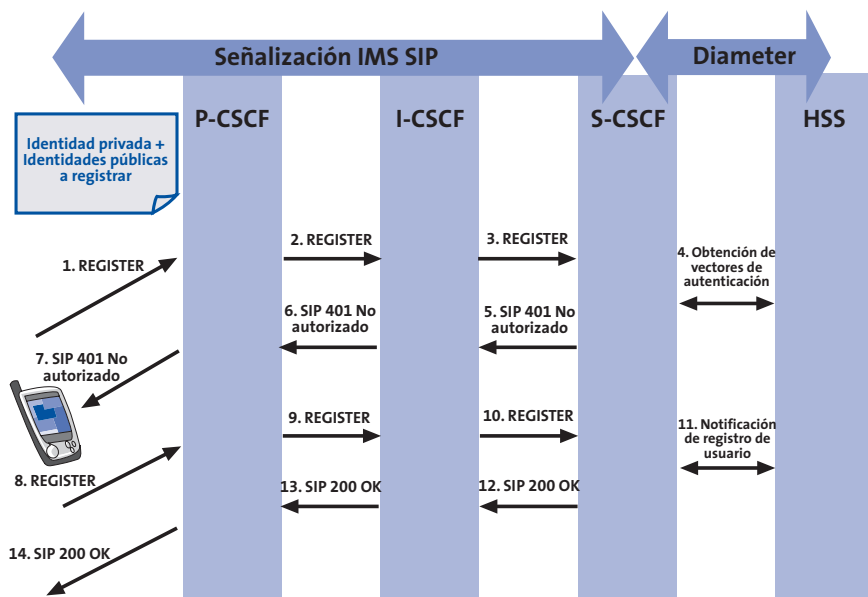 Señalización IMS SIP
Diameter
P-CSCF
I-CSCF
S-CSCF
HSS
Identidad privada +
Identidades públicas
a registrar
1. REGISTER
2. REGISTER
3. REGISTER
4. Obtención de
vectores de
autenticación
5. SIP 401 No
autorizado
6. SIP 401 No
autorizado
7. SIP 401 No
autorizado
8. REGISTER
9. REGISTER
10. REGISTER
11. Notificación
de registro de
usuario
12. SIP 200 OK
13. SIP 200 OK
14. SIP 200 OK